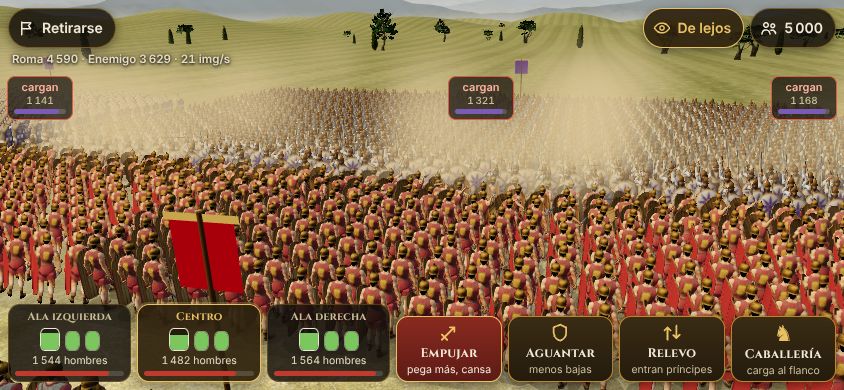 Retirarse
De lejos
5 000
Roma 4 590 · Enemigo 3 629 · 21 img/s
cargan
1 141
cargan
1 321
cargan
1 168
ALA IZQUIERDA
1 544 hombres
CENTRO
1 482 hombres
ALA DERECHA
1 564 hombres
EMPUJAR
pega más, cansa
AGUANTAR
menos bajas
RELEVO
entran príncipes
CABALLERÍA
carga al flanco